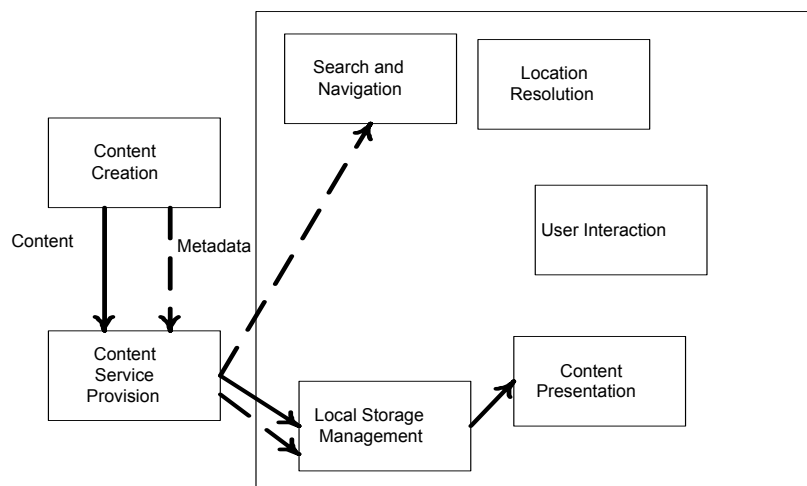 Search and
Navigation
Location
Resolution
Content
Creation
User Interaction
Content
Metadata
Content
Service
Provision
Content
Presentation
Local Storage
Management